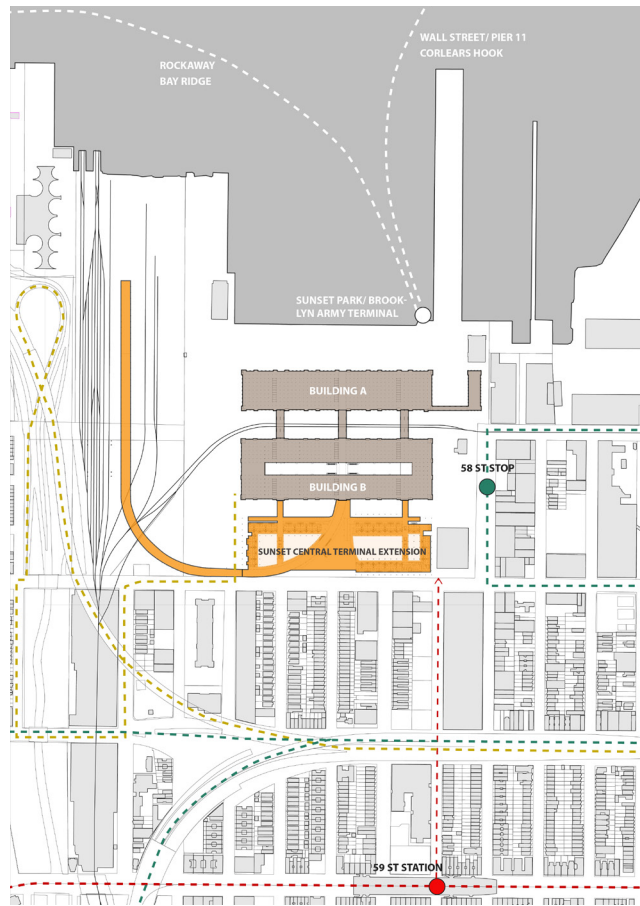 WALL STREET/ PIER 11
CORLEARS HOOK
ROCKAWAY
BAY RIDGE
SUNSET PARK/ BROOK-
LYN ARMY TERMINAL
BUILDING A
58 ST STOP
BUILDING B
SUNSET CENTRAL TERMINAL EXTENSION
59 ST STATION